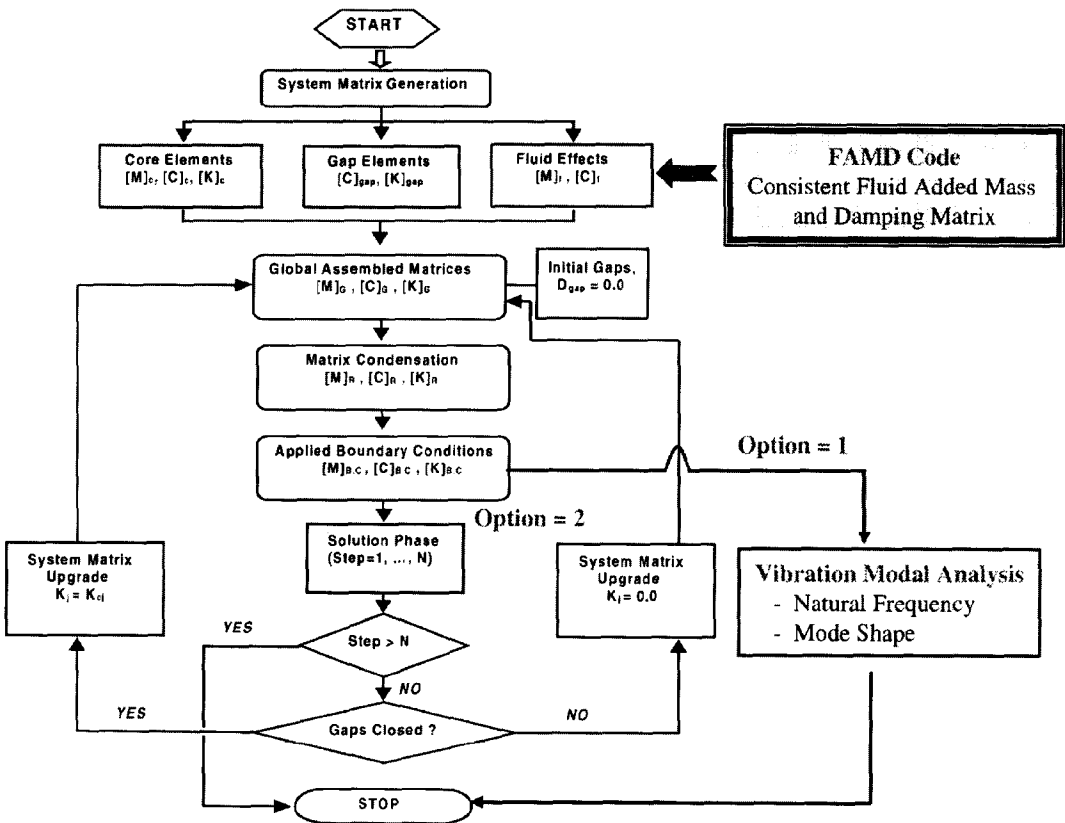 START
System Matrix Generation
Core Elements
[M]c, [C]c, [K]c
Gap Elements
[C]gap, [K]gap
Fluid Effects
[M]f , [C]f
FAMD Code
Consistent Fluid Added Mass
and Damping Matrix
Global Assembled Matrices
[M]G , [C]G , [K]G
Initial Gaps,
Dgap = 0.0
Matrix Condensation
[M]R , [C]R , [K]R
Applied Boundary Conditions
[M]B.C, [C]B.C , [K]B.C
Option = 1
Option = 2
Solution Phase
(Step=1, ..., N)
System Matrix
Upgrade
Kj = Kcj
System Matrix
Upgrade
Kj = 0.0
Vibration Modal Analysis
- Natural Frequency
- Mode Shape
YES
Step > N
NO
YES
Gaps Closed ?
NO
STOP